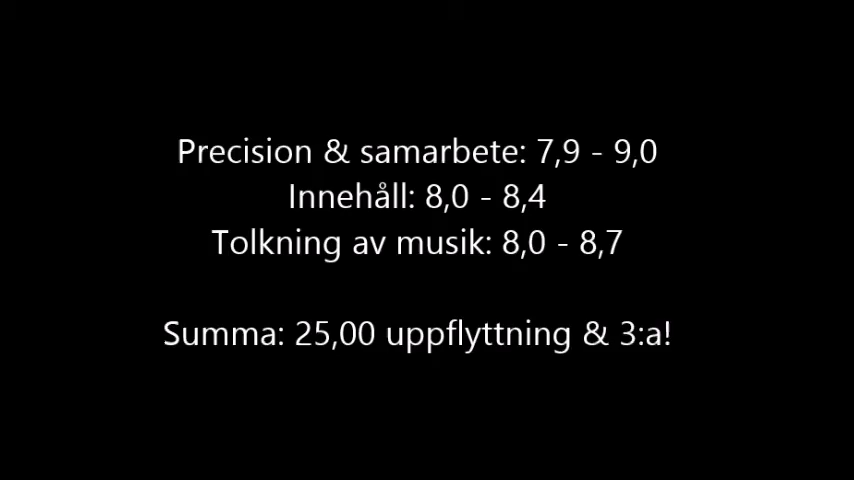 Precision & samarbete: 7,9 - 9,0
Innehåll: 8,0 - 8,4
Tolkning av musik: 8,0 - 8,7
Summa: 25,00 uppflyttning & 3:a!